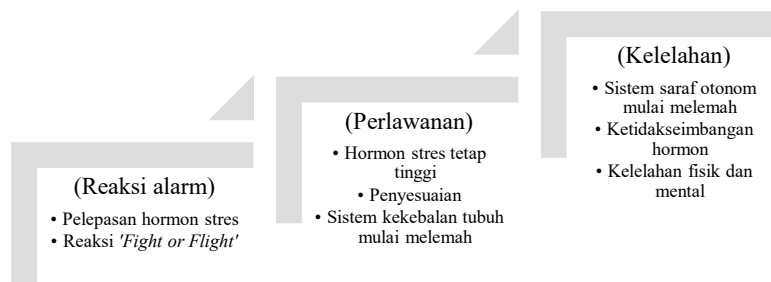 (Reaksi alarm)
• Pelepasan hormon stres
• Reaksi 'Fight or Flight'
(Perlawanan)
• Hormon stres tetap
tinggi
• Penyesuaian
• Sistem kekebalan tubuh
mulai melemah
(Kelelahan)
• Sistem saraf otonom
mulai melemah
• Ketidakseimbangan
hormon
• Kelelahan fisik dan
mental